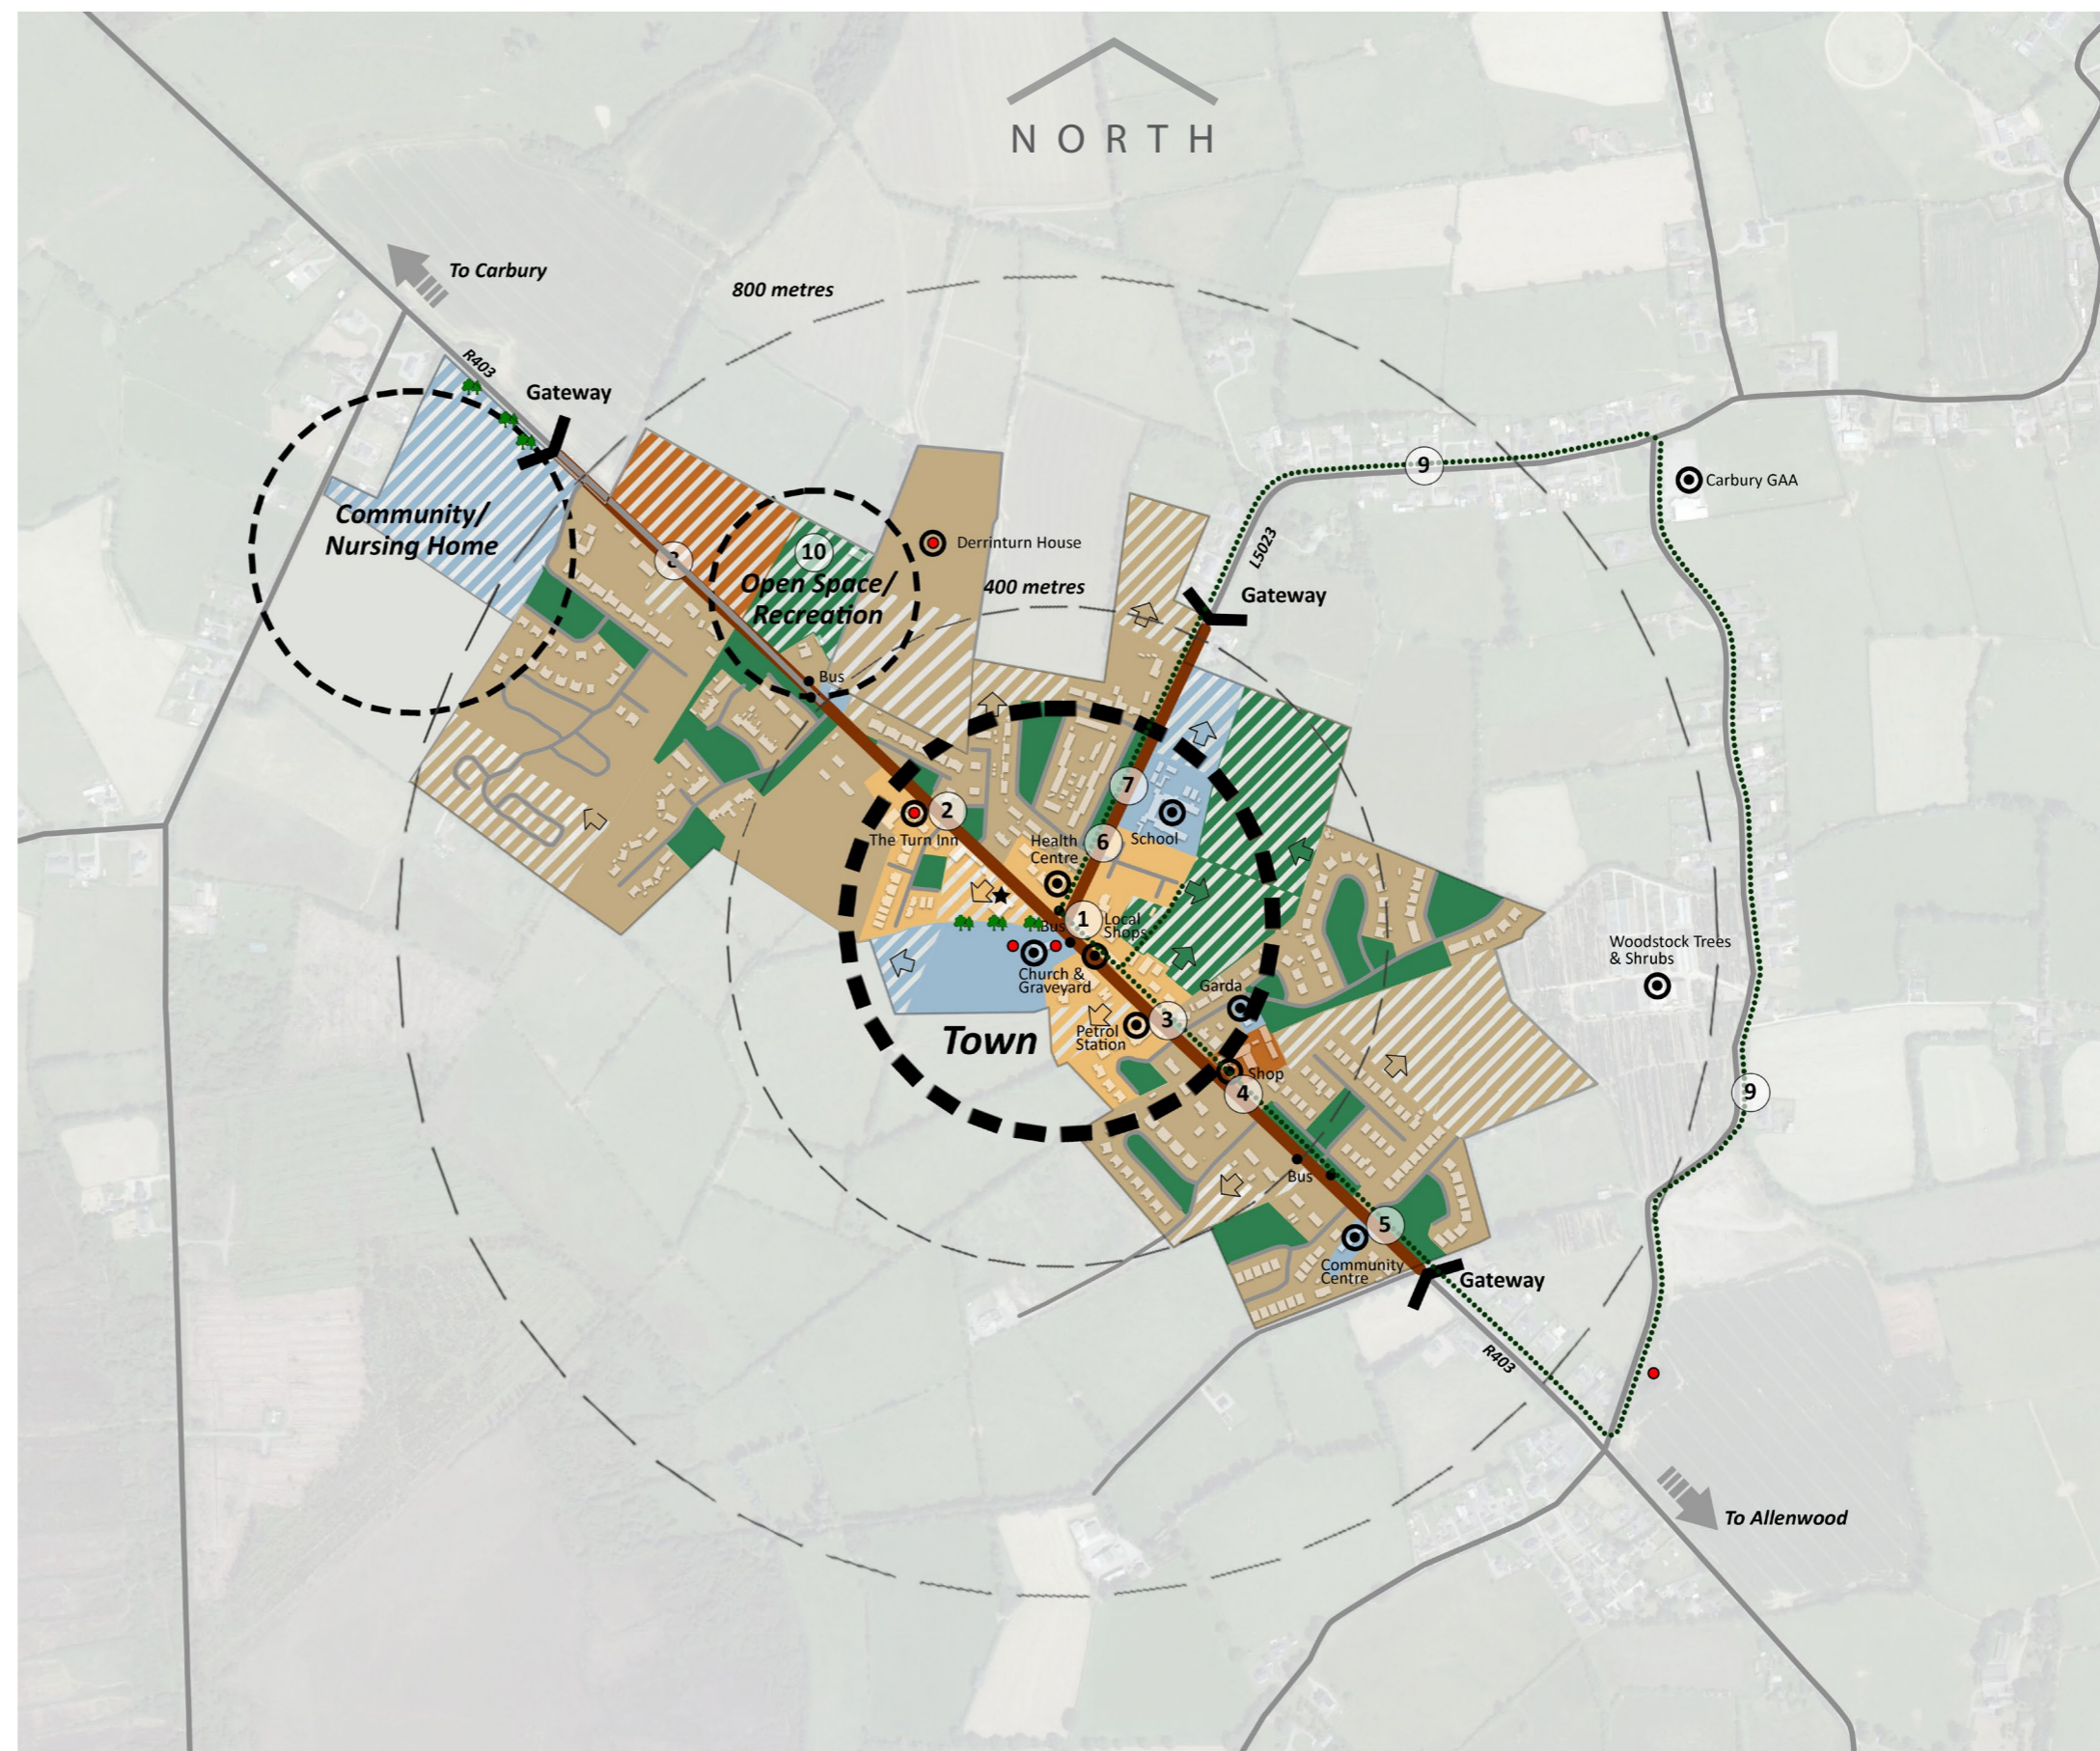 NORTH
To Carbury
800 metres
R403
Gateway
9
Carbury GAA
Community/
Nursing Home
8
10
Open Space/
Recreation
Derrinturn House
400 metres
L5023
Gateway
Bus
7
2
The Turn Inn
Health
Centre
6
School
1
Local
Shops
Bus
Church &
Graveyard
Garda
Woodstock Trees
& Shrubs
Town
Petrol
Station
3
Shop
4
9
Bus
5
Community
Centre
Gateway
R403
To Allenwood